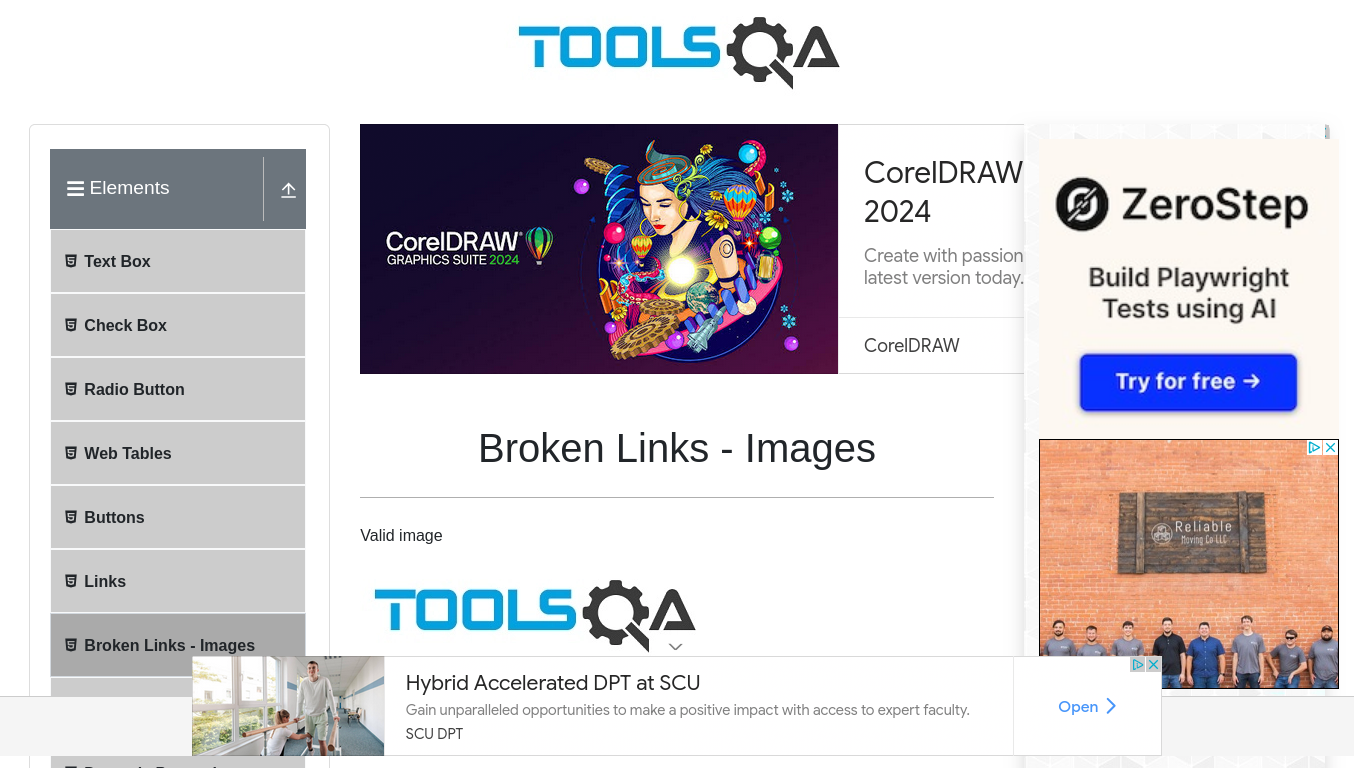 TOOLSQA
Elements
Text Box
Check Box
Radio Button
Web Tables
Buttons
Links
Broken Links - Images
CorelDRAW
GRAPHICS SUITE 2024
CorelDRAW
2024
Create with passion
latest version today.
CorelDRAW
Broken Links - Images
Valid image
TOOLSQA
ZeroStep
Build Playwright
Tests using AI
Try for free →
Reliable
Moving Co LLC
Hybrid Accelerated DPT at SCU
Gain unparalleled opportunities to make a positive impact with access to expert faculty.
SCU DPT
Open